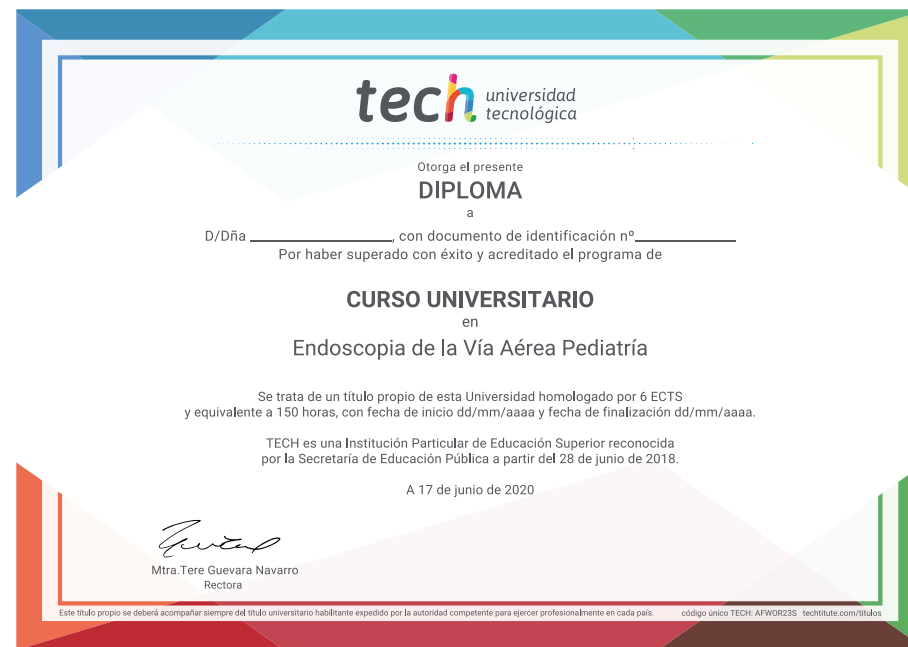 tech universidad
tecnológica
Otorga el presente
DIPLOMA
a
D/Dña ________________, con documento de identificación nº____________
Por haber superado con éxito y acreditado el programa de
CURSO UNIVERSITARIO
en
Endoscopia de la Vía Aérea Pediatría
Se trata de un título propio de esta Universidad homologado por 6 ECTS
y equivalente a 150 horas, con fecha de inicio dd/mm/aaaa y fecha de finalización dd/mm/aaaa.
TECH es una Institución Particular de Educación Superior reconocida
por la Secretaría de Educación Pública a partir del 28 de junio de 2018.
A 17 de junio de 2020
Mtra.Tere Guevara Navarro
Rectora
Este título propio se deberá acompañar siempre del título universitario habilitante expedido por la autoridad competente para ejercer profesionalmente en cada país. código único TECH: AFWOR23S techtitute.com/titulos